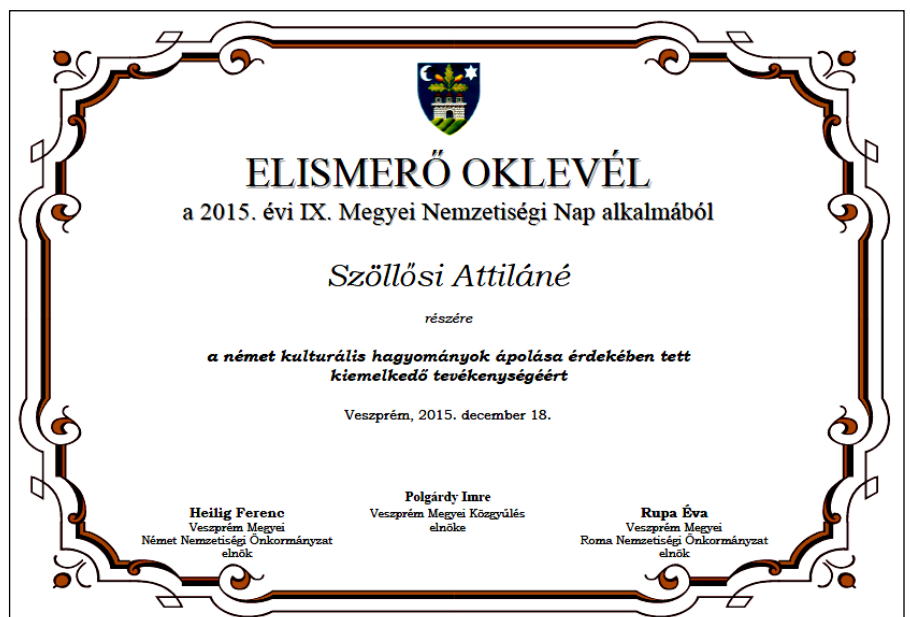 ELISMERŐ OKLEVÉL
a 2015. évi IX. Megyei Nemzetiségi Nap alkalmából
Szöllősi Attiláné
részére
a német kulturális hagyományok ápolása érdekében tett
kiemelkedő tevékenységéért
Veszprém, 2015. december 18.
Heilig Ferenc
Veszprém Megyei
Német Nemzetiségi Önkormányzat
elnök
Polgárdy Imre
Veszprém Megyei Közgyűlés
elnöke
Rupa Éva
Veszprém Megyei
Roma Nemzetiségi Önkormányzat
elnök